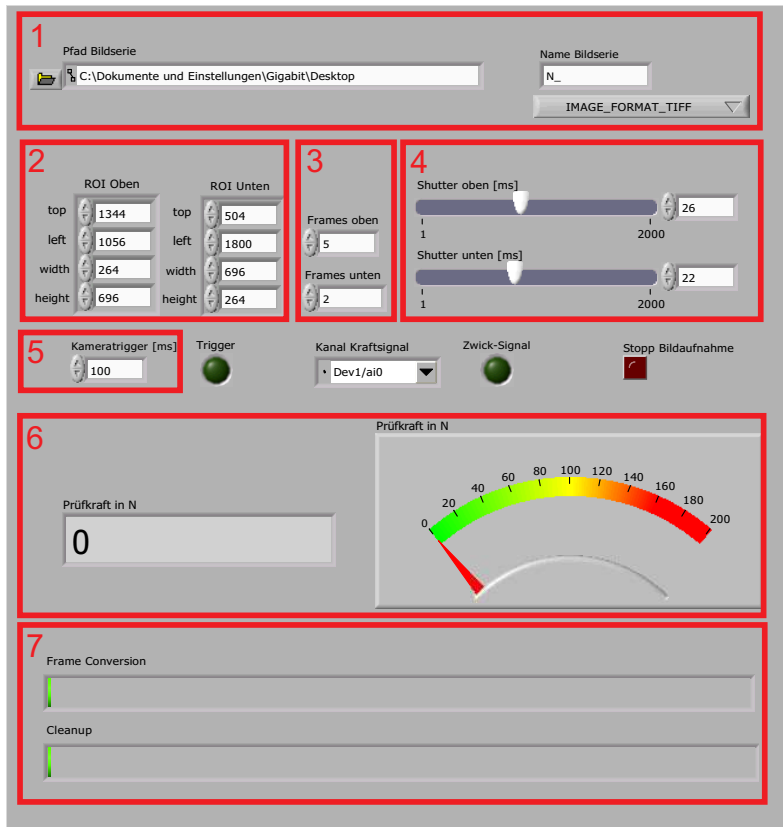 1
Pfad Bildserie
Name Bildserie
C:\Dokumente und Einstellungen\Gigabit\Desktop
N_
IMAGE_FORMAT_TIFF
2
ROI Oben
ROI Unten
top 1344
top 504
left 1056
left 1800
width 264
width 696
height 696
height 264
3
Frames oben
5
Frames unten
2
4
Shutter oben [ms]
26
1 2000
Shutter unten [ms]
22
1 2000
5
Kameratrigger [ms]
100
Trigger
Kanal Kraftsignal
Dev1/ai0
Zwick-Signal
Stopp Bildaufnahme
6
Prüfkraft in N
0
Prüfkraft in N
0 20 40 60 80 100 120 140 160 180 200
7
Frame Conversion
Cleanup